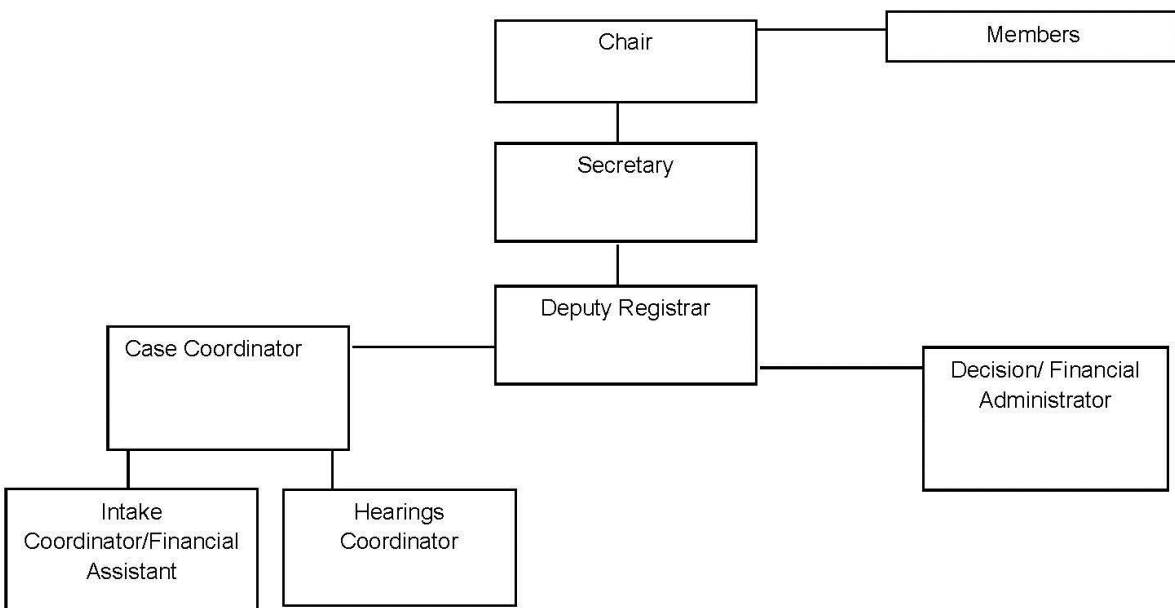 Chair
Members
Secretary
Deputy Registrar
Case Coordinator
Decision/ Financial
Administrator
Intake
Coordinator/Financial
Assistant
Hearings
Coordinator